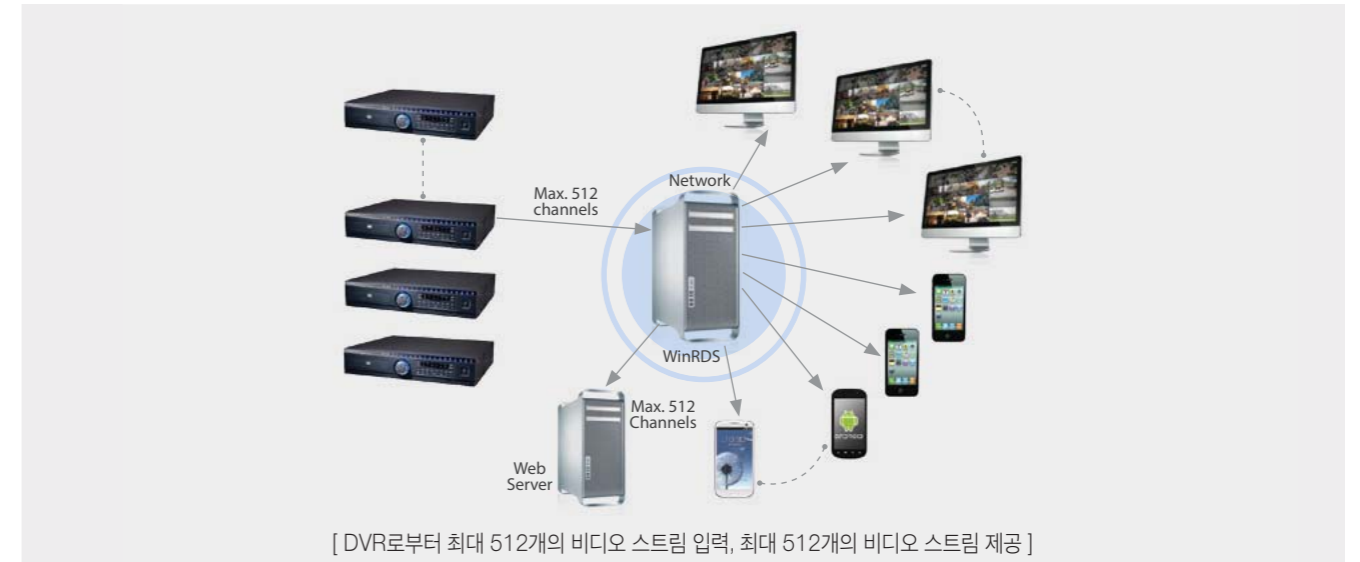 Network
Max. 512
channels
WinRDS
Max. 512
Channels
Web
Server
[ DVR로부터 최대 512개의 비디오 스트림 입력, 최대 512개의 비디오 스트림 제공 ]